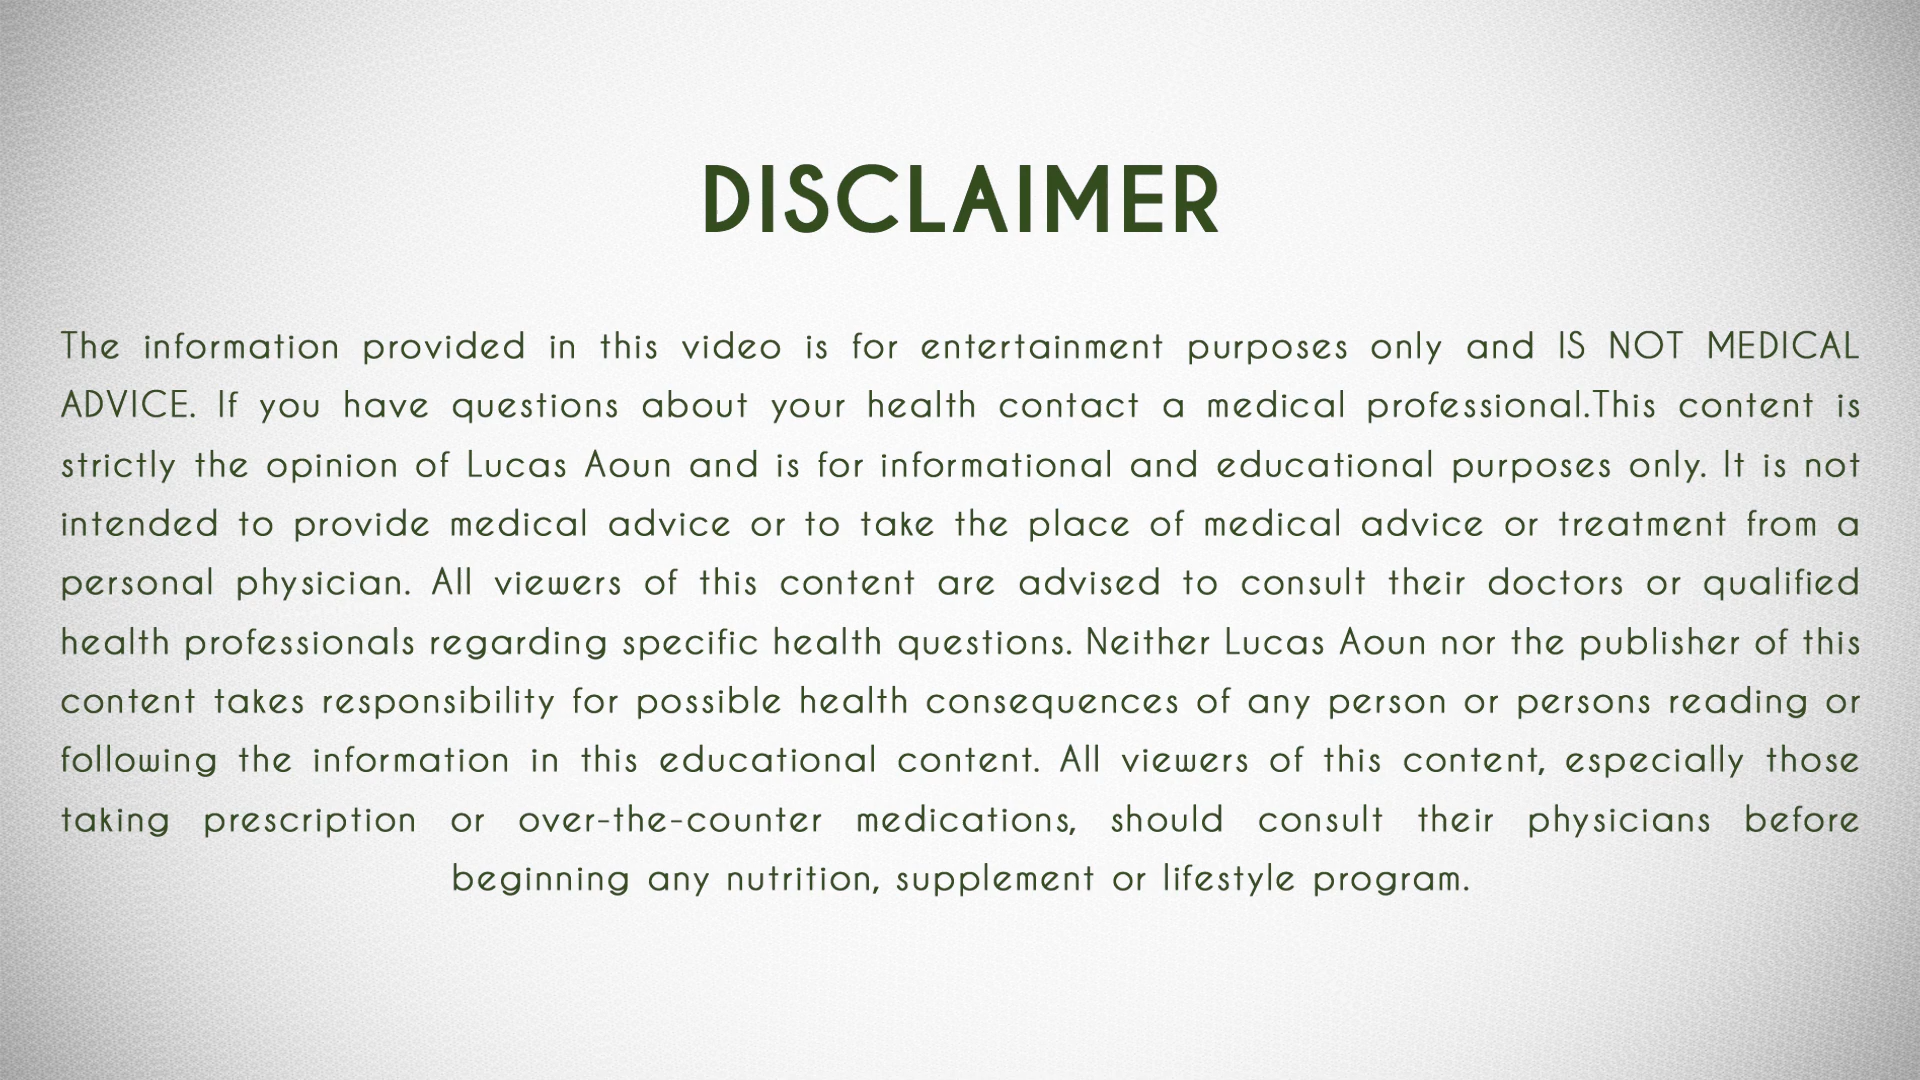 DISCLAIMER
The information provided in this video is for entertainment purposes only and IS NOT MEDICAL
ADVICE. If you have questions about your health contact a medical professional.This content is
strictly the opinion of Lucas Aoun and is for informational and educational purposes only. It is not
intended to provide medical advice or to take the place of medical advice or treatment from a
personal physician. All viewers of this content are advised to consult their doctors or qualified
health professionals regarding specific health questions. Neither Lucas Aoun nor the publisher of this
content takes responsibility for possible health consequences of any person or persons reading or
following the information in this educational content. All viewers of this content, especially those
taking prescription or over-the-counter medications, should consult their physicians before
beginning any nutrition, supplement or lifestyle program.